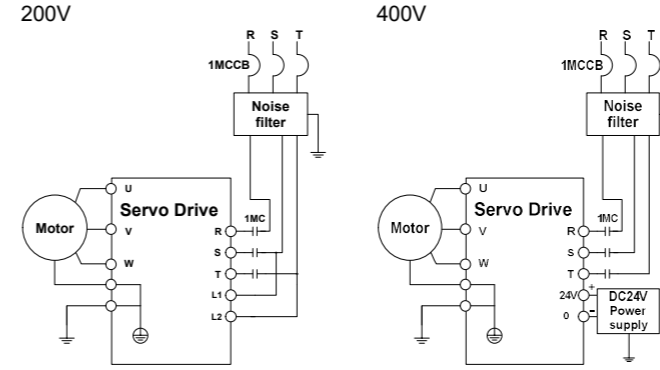 200V
R S T
1MCCB
Noise
filter
U
Servo Drive
Motor
V
W
1MC
R
S
T
L1
L2
400V
R S T
1MCCB
Noise
filter
U
Servo Drive
Motor
V
W
1MC
R
S
T
24V
+
0
-
DC24V
Power
supply